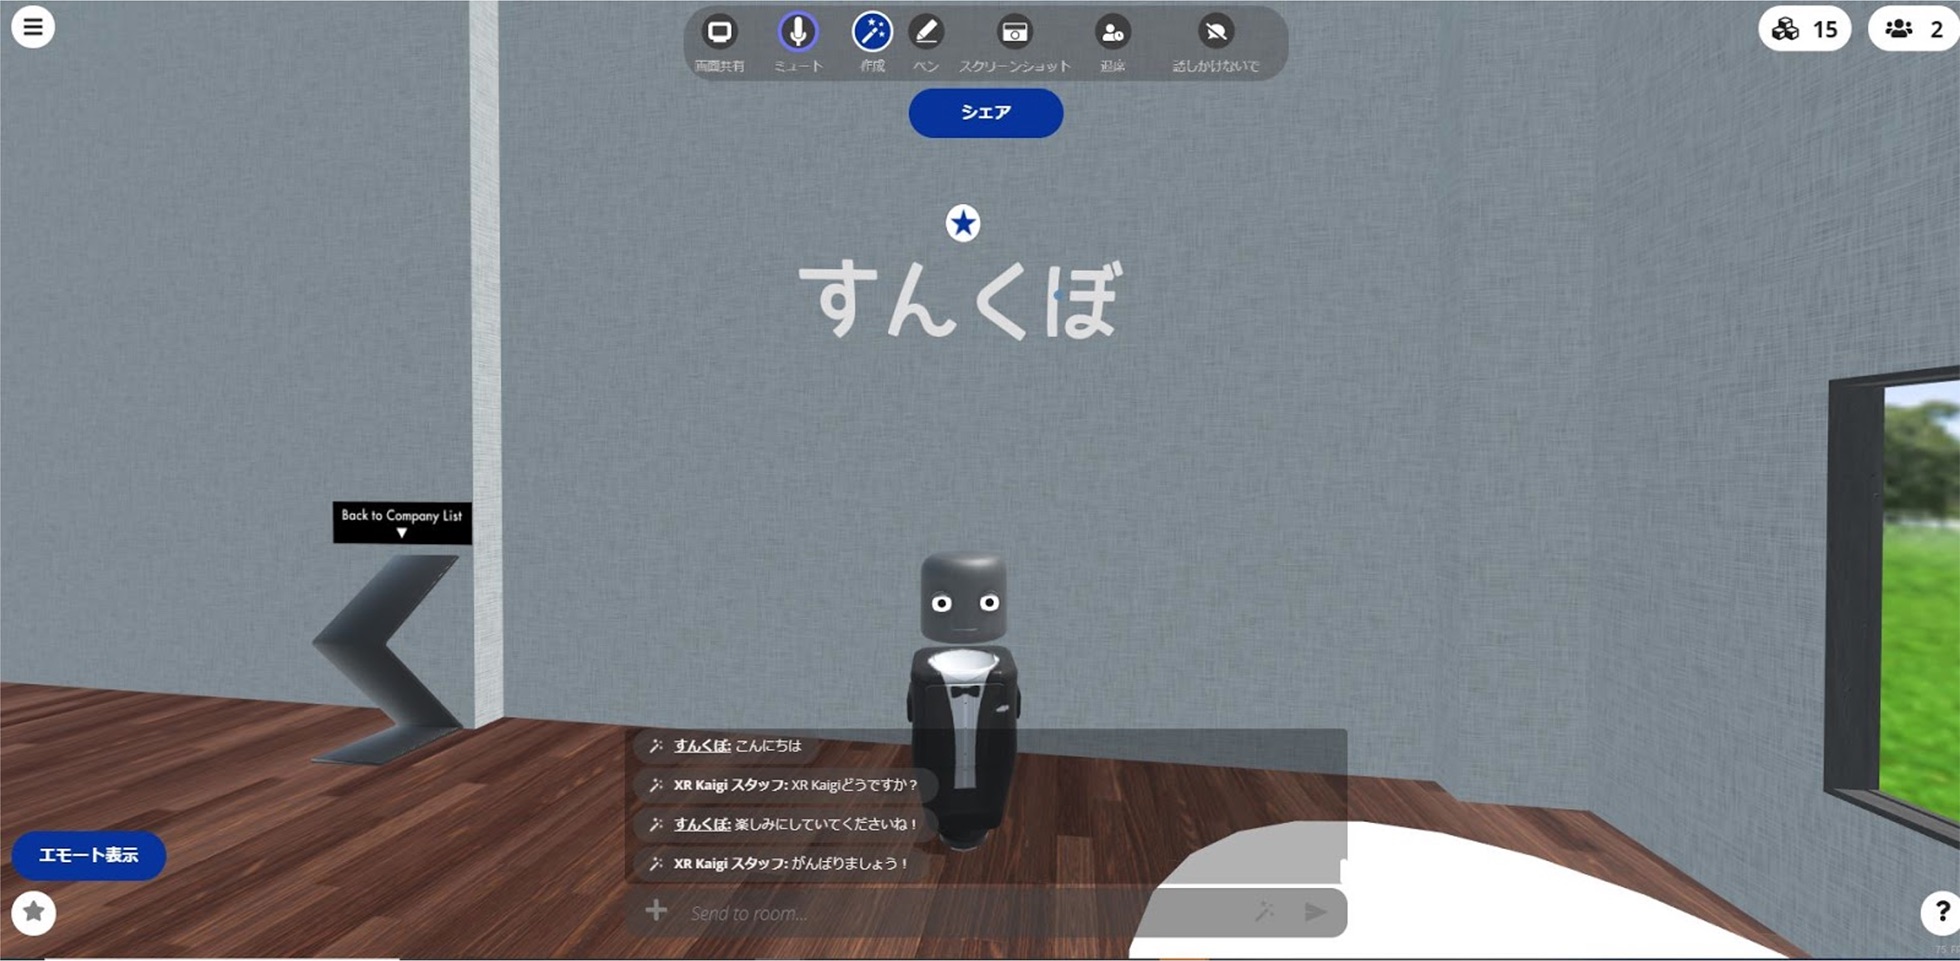 15
2
画面共有
ミュート
作成
ペン
スクリーンショット
退席
話しかけないで
シェア
すんくぼ
Back to Company List
すんくぼ: こんにちは
XR Kaigi スタッフ: XR Kaigiどうですか？
すんくぼ: 楽しみにしていてくださいね！
XR Kaigi スタッフ: がんばりましょう！
エモート表示
Send to room...
?